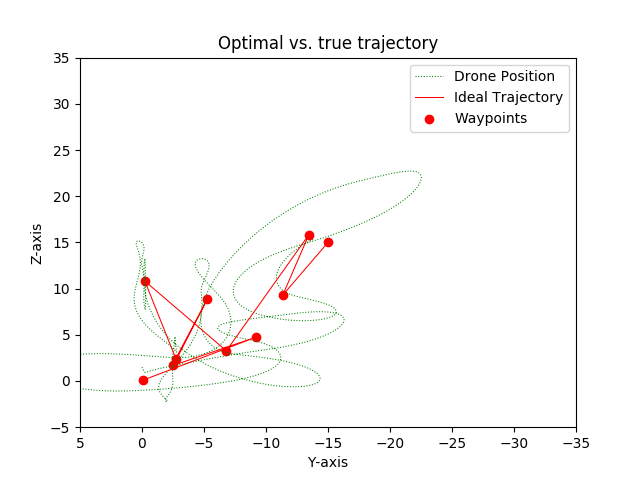 Optimal vs. true trajectory
Drone Position
Ideal Trajectory
Waypoints
35
30
25
20
15
10
5
0
−5
Z-axis
5 0 −5 −10 −15 −20 −25 −30 −35
Y-axis